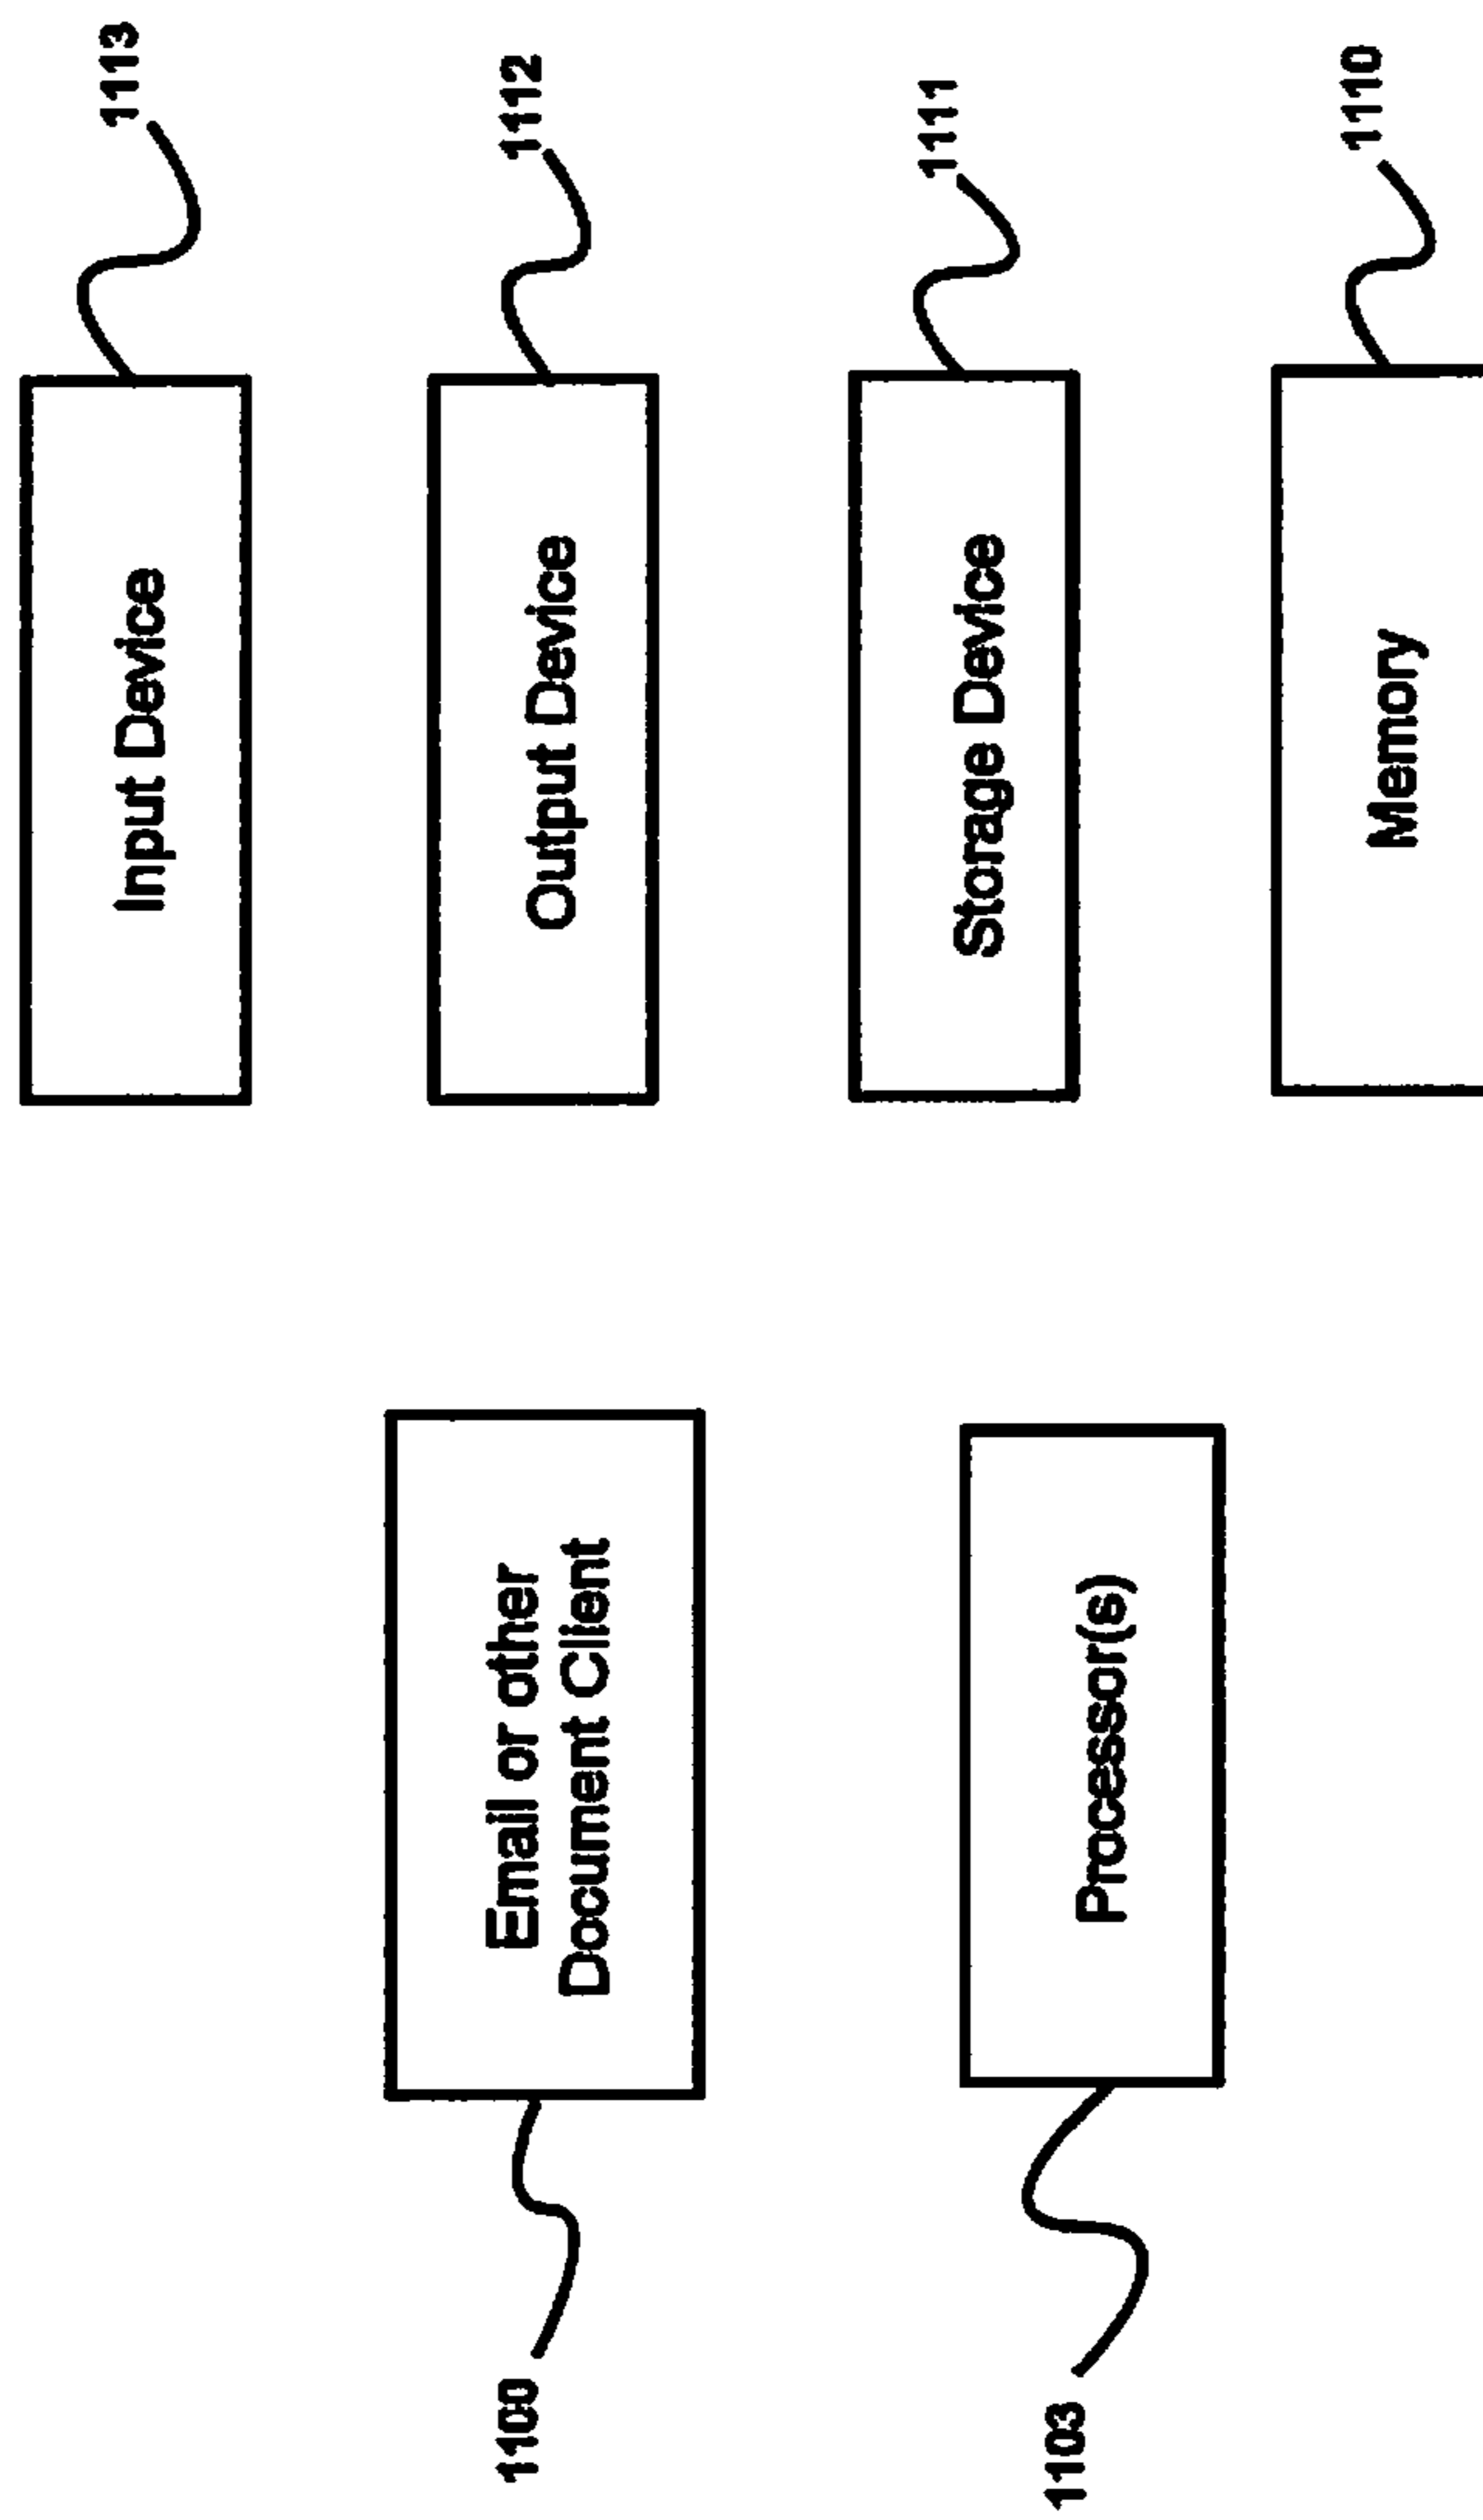 Input Device
1113
1100
Email or other
Document Client
Output Device
1112
Storage Device
1111
1103
Processor(s)
Memory
1110